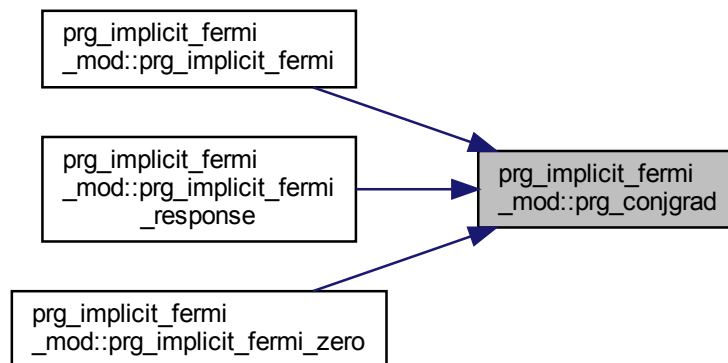 prg_implicit_fermi
_mod::prg_implicit_fermi
prg_implicit_fermi
_mod::prg_implicit_fermi
_response
prg_implicit_fermi
_mod::prg_implicit_fermi_zero
prg_implicit_fermi
_mod::prg_conjgrad